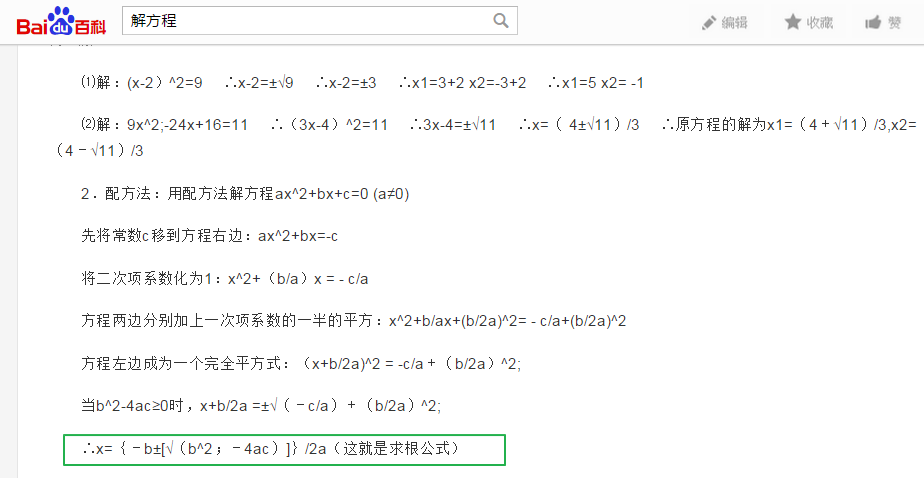 Baidu百科
解方程
编辑 收藏 赞
⑴解：(x-2）^2=9 ∴x-2=±√9 ∴x-2=±3 ∴x1=3+2 x2=-3+2 ∴x1=5 x2= -1
⑵解：9x^2;-24x+16=11 ∴（3x-4）^2=11 ∴3x-4=±√11 ∴x=（ 4±√11）/3 ∴原方程的解为x1=（4﹢√11）/3,x2=
（4﹣√11）/3
2．配方法：用配方法解方程ax^2+bx+c=0 (a≠0)
先将常数c移到方程右边：ax^2+bx=-c
将二次项系数化为1：x^2+（b/a）x = - c/a
方程两边分别加上一次项系数的一半的平方：x^2+b/ax+(b/2a)^2= - c/a+(b/2a)^2
方程左边成为一个完全平方式：（x+b/2a)^2 = -c/a﹢（b/2a）^2;
当b^2-4ac≥0时，x+b/2a =±√（﹣c/a）﹢（b/2a）^2;
∴x=｛﹣b±[√（b^2；﹣4ac）]｝/2a（这就是求根公式）